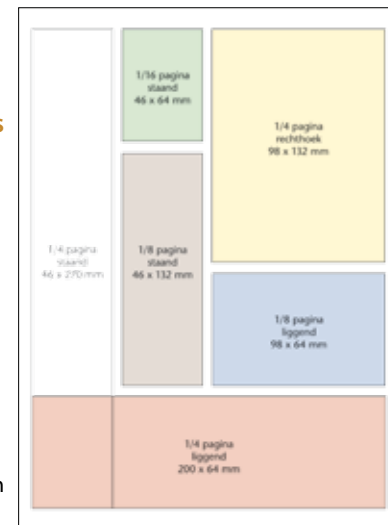 s
1/16 pagina
staand
46 x 64 mm
1/4 pagina
rechthoek
98 x 132 mm
1/4 pagina
staand
46 x 270 mm
1/8 pagina
staand
46 x 132 mm
1/8 pagina
liggend
98 x 64 mm
1/4 pagina
liggend
200 x 64 mm
n